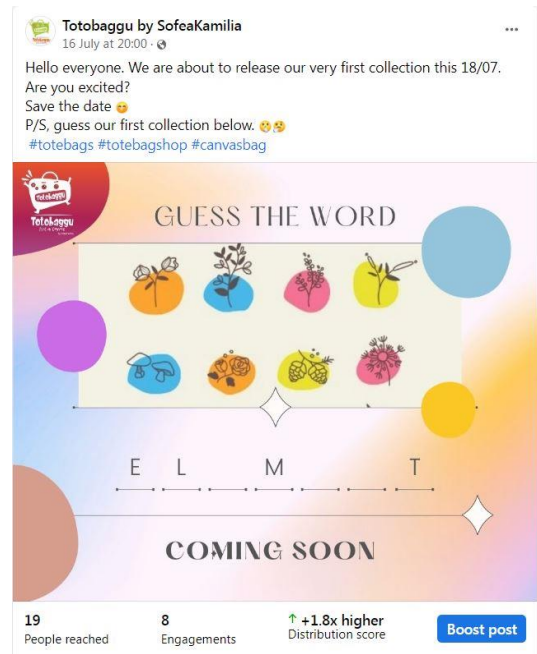 Totobaggu by SofeaKamilia
16 July at 20:00 ·
Hello everyone. We are about to release our very first collection this 18/07.
Are you excited?
Save the date 😊
P/S, guess our first collection below. 🤭🤔
#totebags #totebagshop #canvasbag
Totobaggu
Totobaggu
GUESS THE WORD
E L M T
COMING SOON
19 8 ↑ +1.8x higher
People reached Engagements Distribution score
Boost post